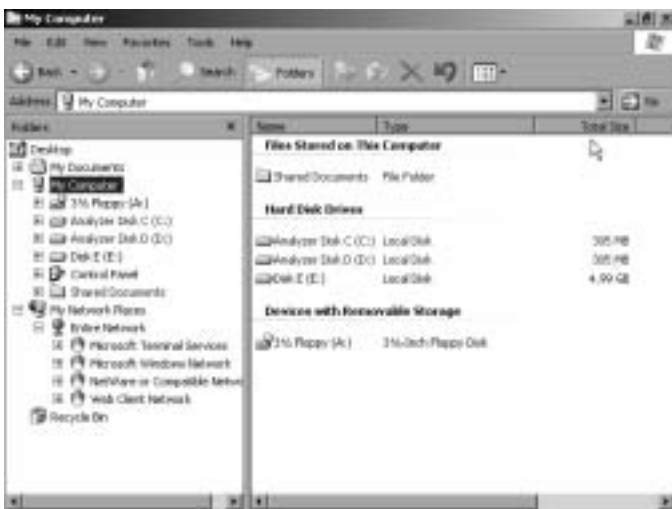 My Computer
File Edit View Favorites Tools Help
Back Search Folders
Address My Computer Go
Folders
Desktop
My Documents
My Computer
3½ Floppy (A:)
Analyzer Disk C (C:)
Analyzer Disk D (D:)
Disk E (E:)
Control Panel
Shared Documents
My Network Places
Entire Network
Microsoft Terminal Services
Microsoft Windows Network
NetWare or Compatible Netwo
Web Client Network
Recycle Bin
Name Type Total Size
Files Stored on This Computer
Shared Documents File Folder
Hard Disk Drives
Analyzer Disk C (C:) Local Disk
Analyzer Disk D (D:) Local Disk
Disk E (E:) Local Disk 4.99 GB
Devices with Removable Storage
3½ Floppy (A:) 3½-Inch Floppy Disk